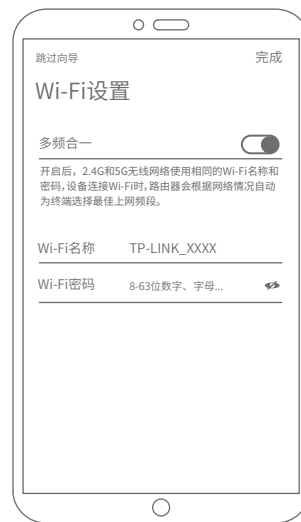 跳过向导
完成
Wi-Fi设置
多频合一
开启后，2.4G和5G无线网络使用相同的Wi-Fi名称和
密码，设备连接Wi-Fi时，路由器会根据网络情况自动
为终端选择最佳上网频段。
Wi-Fi名称 TP-LINK_XXXX
Wi-Fi密码 8-63位数字、字母...